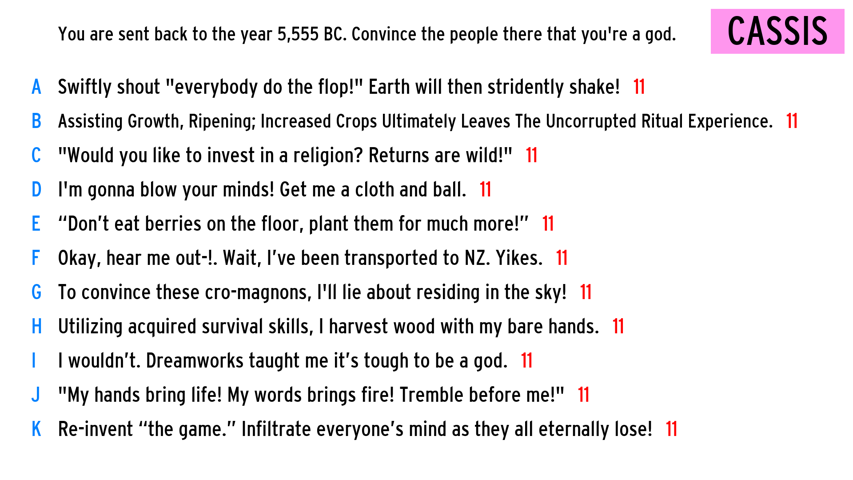 You are sent back to the year 5,555 BC. Convince the people there that you're a god.
CASSIS
A Swiftly shout "everybody do the flop!" Earth will then stridently shake! 11
B Assisting Growth, Ripening; Increased Crops Ultimately Leaves The Uncorrupted Ritual Experience. 11
C "Would you like to invest in a religion? Returns are wild!" 11
D I'm gonna blow your minds! Get me a cloth and ball. 11
E “Don’t eat berries on the floor, plant them for much more!” 11
F Okay, hear me out-!. Wait, I’ve been transported to NZ. Yikes. 11
G To convince these cro-magnons, I'll lie about residing in the sky! 11
H Utilizing acquired survival skills, I harvest wood with my bare hands. 11
I I wouldn’t. Dreamworks taught me it’s tough to be a god. 11
J "My hands bring life! My words brings fire! Tremble before me!" 11
K Re-invent “the game.” Infiltrate everyone’s mind as they all eternally lose! 11